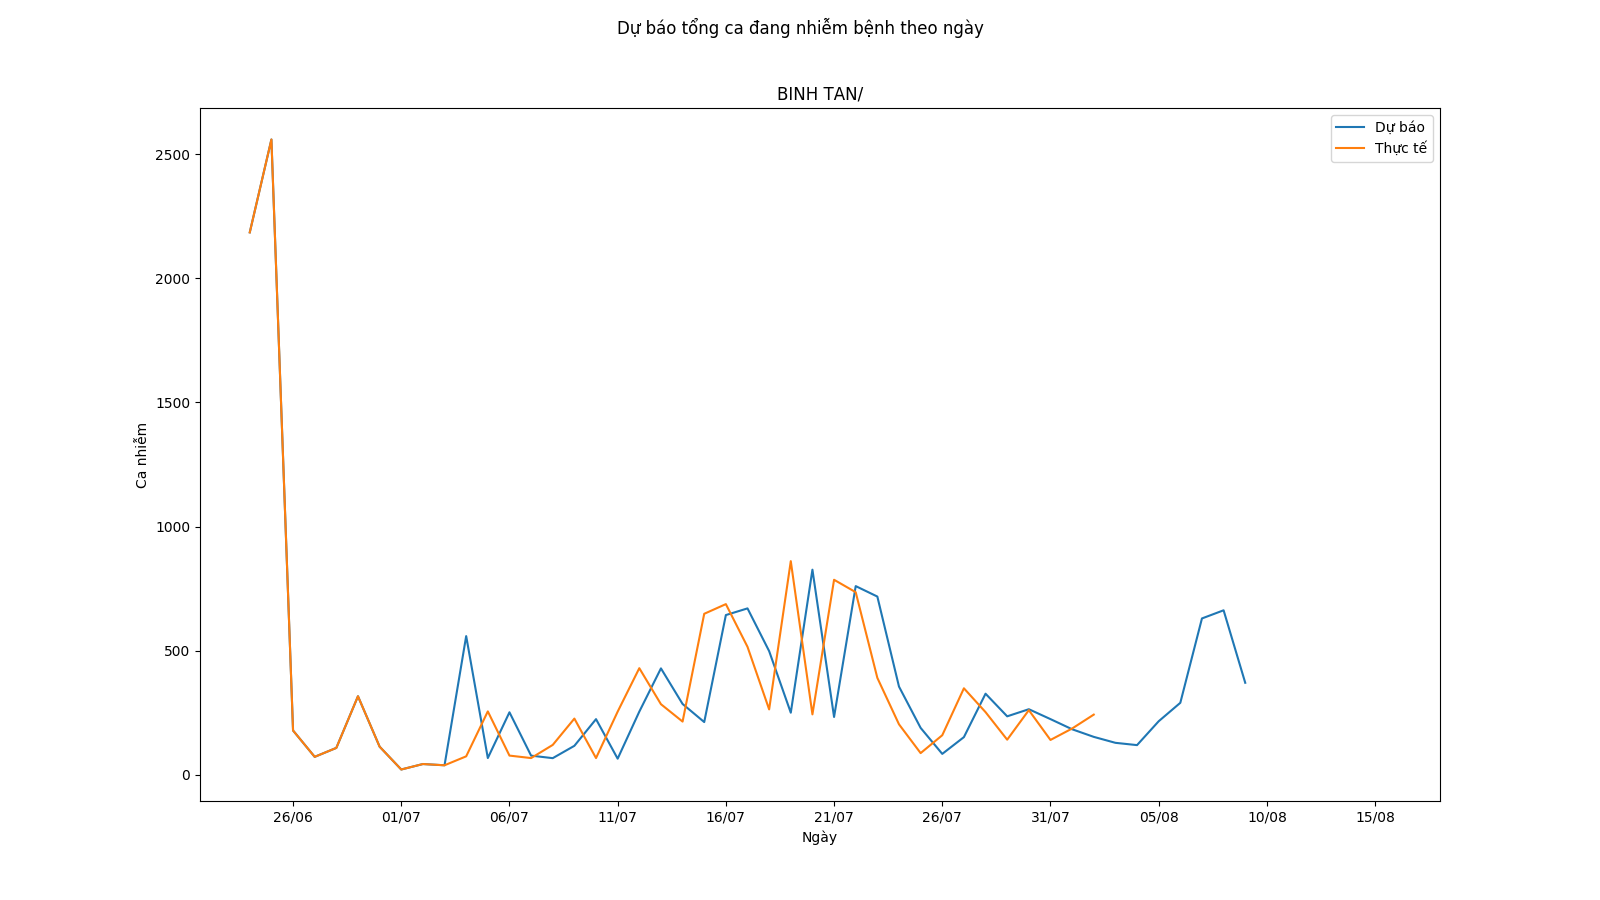 Dự báo tổng ca đang nhiễm bệnh theo ngày
BINH TAN/
Dự báo
Thực tế
2500
2000
1500
1000
500
0
Ca nhiễm
26/06 01/07 06/07 11/07 16/07 21/07 26/07 31/07 05/08 10/08 15/08
Ngày